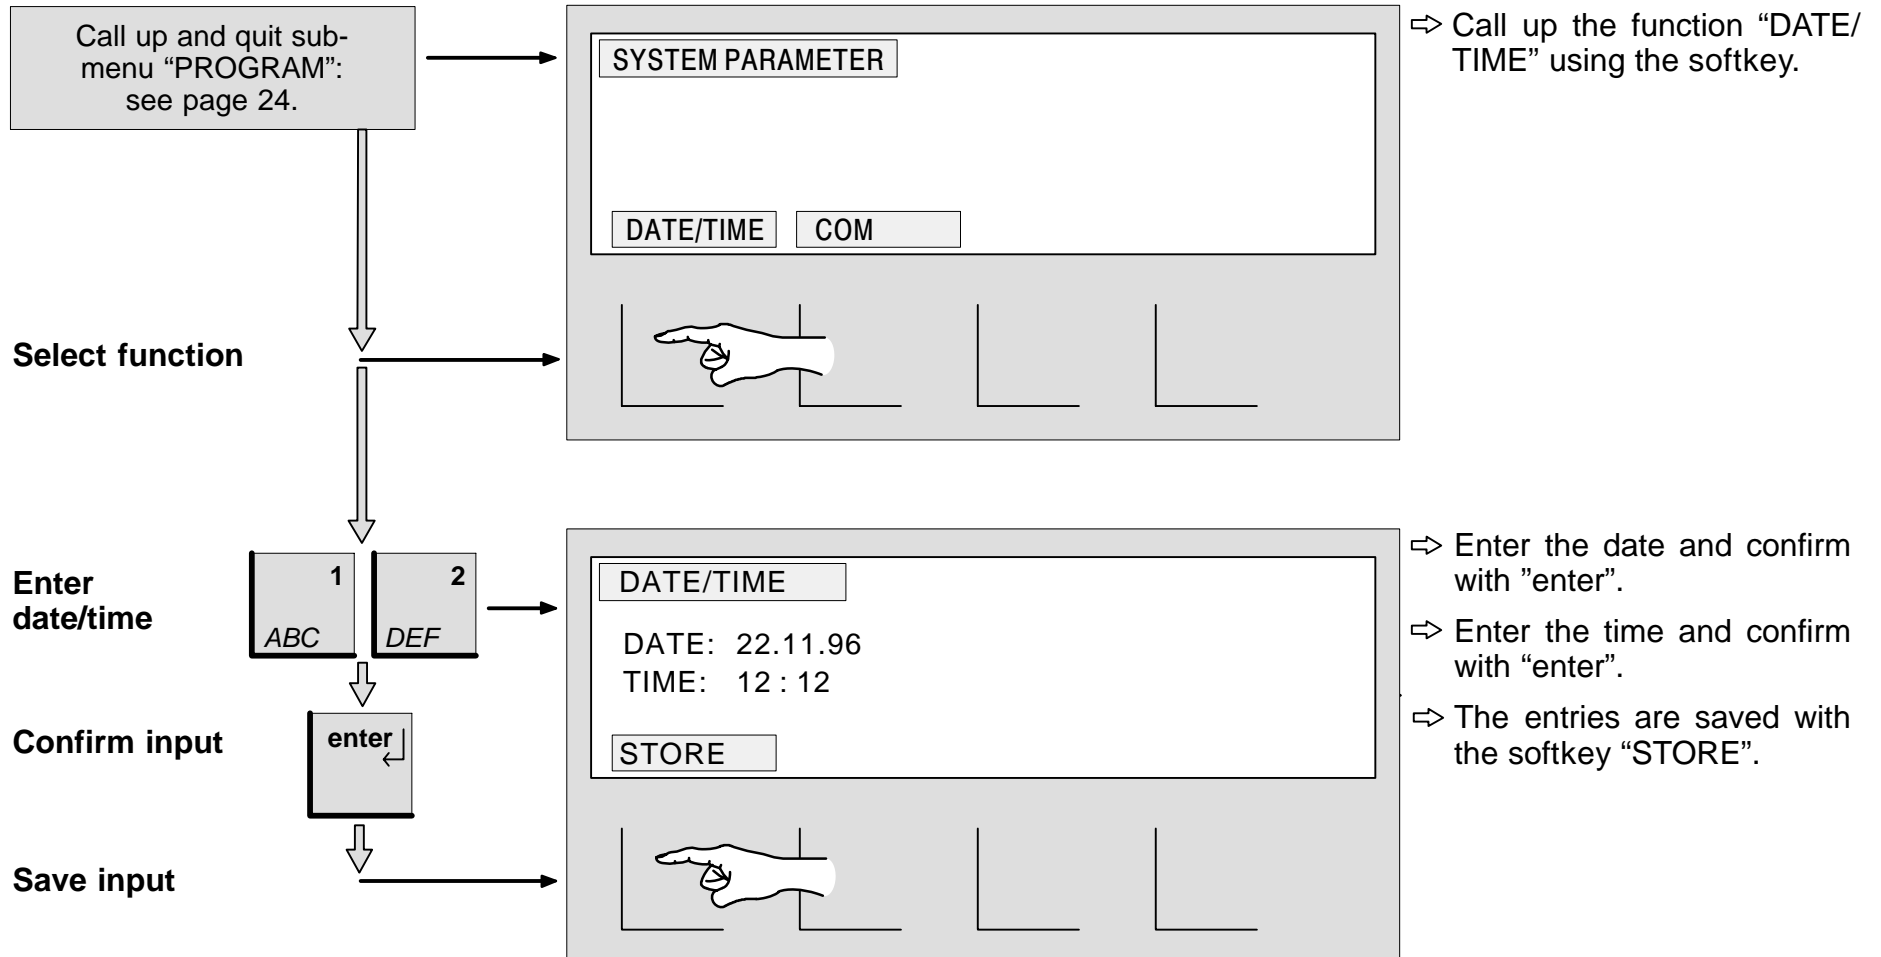 Call up and quit sub-
menu “PROGRAM”:
see page 24.
SYSTEM PARAMETER
DATE/TIME
COM
⇨ Call up the function “DATE/
TIME” using the softkey.
Select function
Enter
date/time
1
ABC
2
DEF
DATE/TIME
DATE: 22.11.96
TIME: 12 : 12
STORE
⇨ Enter the date and confirm
with ”enter”.
⇨ Enter the time and confirm
with “enter”.
⇨ The entries are saved with
the softkey “STORE”.
Confirm input
enter
Save input